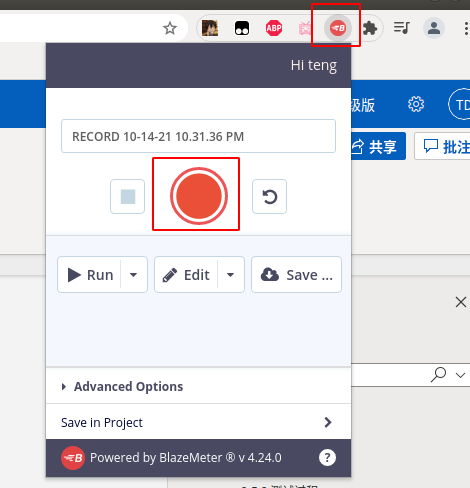 ABP
B
Hi teng
级版
TD
RECORD 10-14-21 10.31.36 PM
共享
批注
Run
Edit
Save ...
Advanced Options
Save in Project
B Powered by BlazeMeter ® v 4.24.0 ?